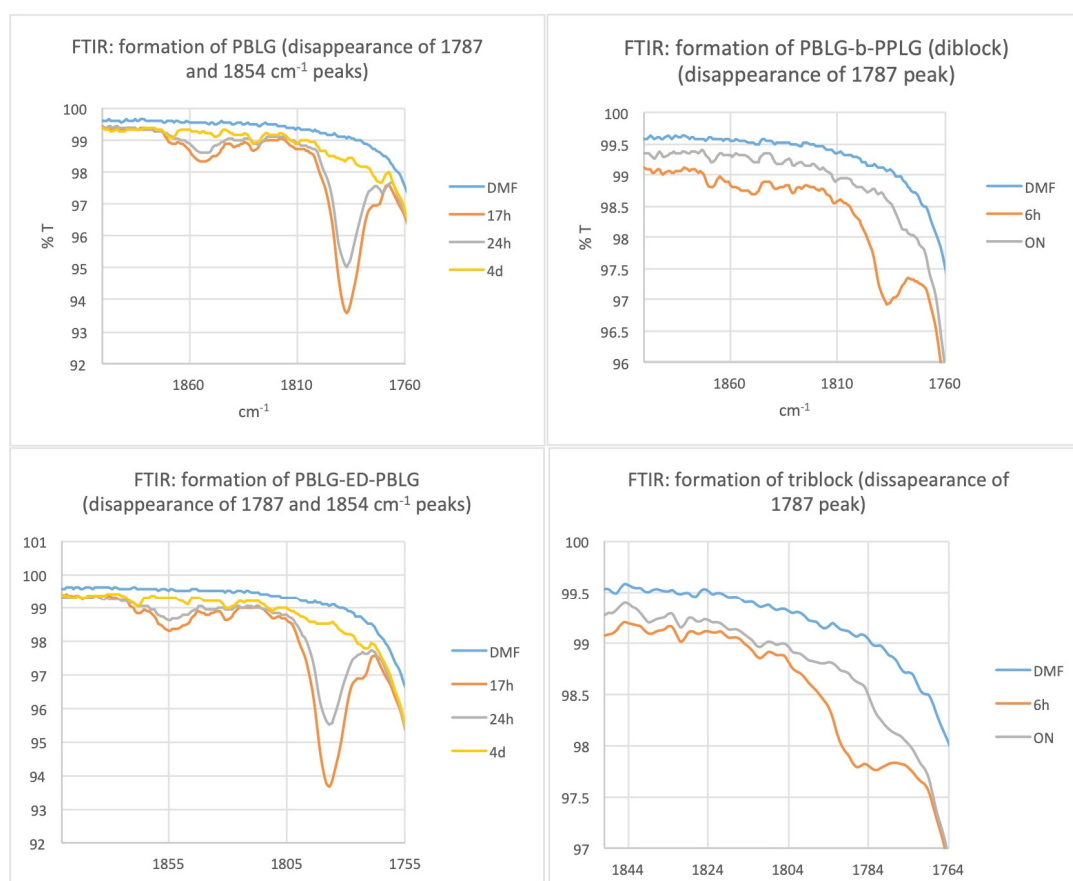 FTIR: formation of PBLG (disappearance of 1787
and 1854 cm⁻¹ peaks)
100
99
98
97
96
95
94
93
92
% T
1860
1810
1760
cm⁻¹
DMF
17h
24h
4d
FTIR: formation of PBLG-b-PPLG (diblock)
(disappearance of 1787 peak)
100
99.5
99
98.5
98
97.5
97
96.5
96
% T
1860
1810
1760
cm⁻¹
DMF
6h
ON
FTIR: formation of PBLG-ED-PBLG
(disappearance of 1787 and 1854 cm⁻¹ peaks)
101
100
99
98
97
96
95
94
93
92
1855
1805
1755
DMF
17h
24h
4d
FTIR: formation of triblock (dissapearance of
1787 peak)
100
99.5
99
98.5
98
97.5
97
1844
1824
1804
1784
1764
DMF
6h
ON